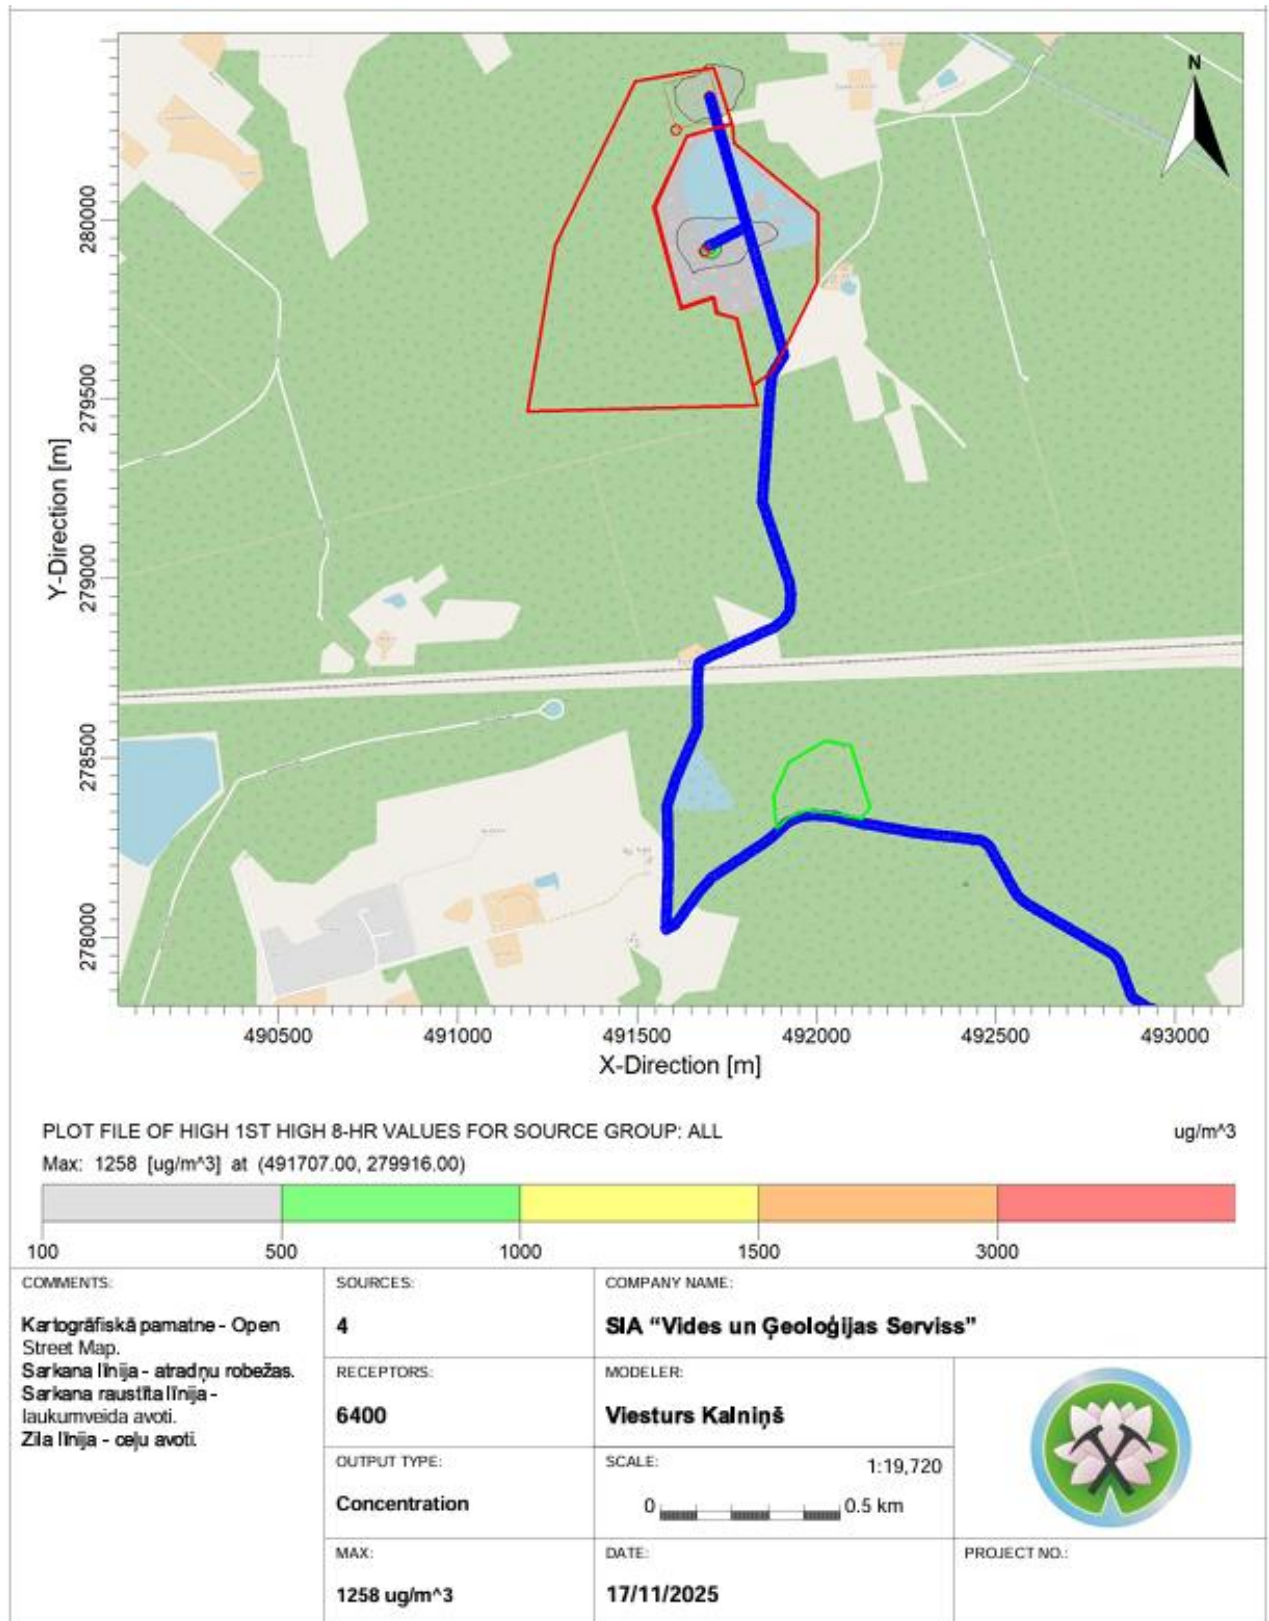 N
280000
279500
279000
278500
278000
Y-Direction [m]
490500
491000
491500
492000
492500
493000
X-Direction [m]
PLOT FILE OF HIGH 1ST HIGH 8-HR VALUES FOR SOURCE GROUP: ALL
ug/m^3
Max: 1258 [ug/m^3] at (491707.00, 279916.00)
100
500
1000
1500
3000
COMMENTS:
Kartogrāfiskā pamatne - Open
Street Map.
Sarkana līnija - atradņu robežas.
Sarkana raustīta līnija -
laukumveida avoti.
Zila līnija - ceļu avoti.
SOURCES:
4
COMPANY NAME:
SIA “Vides un Ģeoloģijas Serviss”
RECEPTORS:
6400
MODELER:
Viesturs Kalniņš
OUTPUT TYPE:
Concentration
SCALE:
1:19,720
0
0.5 km
MAX:
1258 ug/m^3
DATE:
17/11/2025
PROJECT NO.: